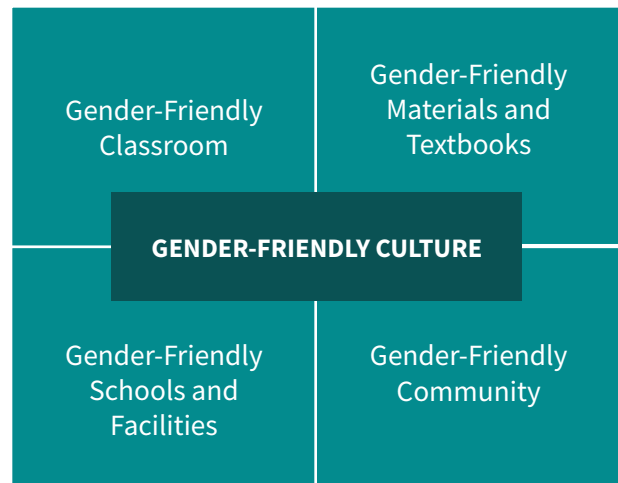 Gender-Friendly
Classroom
Gender-Friendly
Materials and
Textbooks
GENDER-FRIENDLY CULTURE
Gender-Friendly
Schools and
Facilities
Gender-Friendly
Community